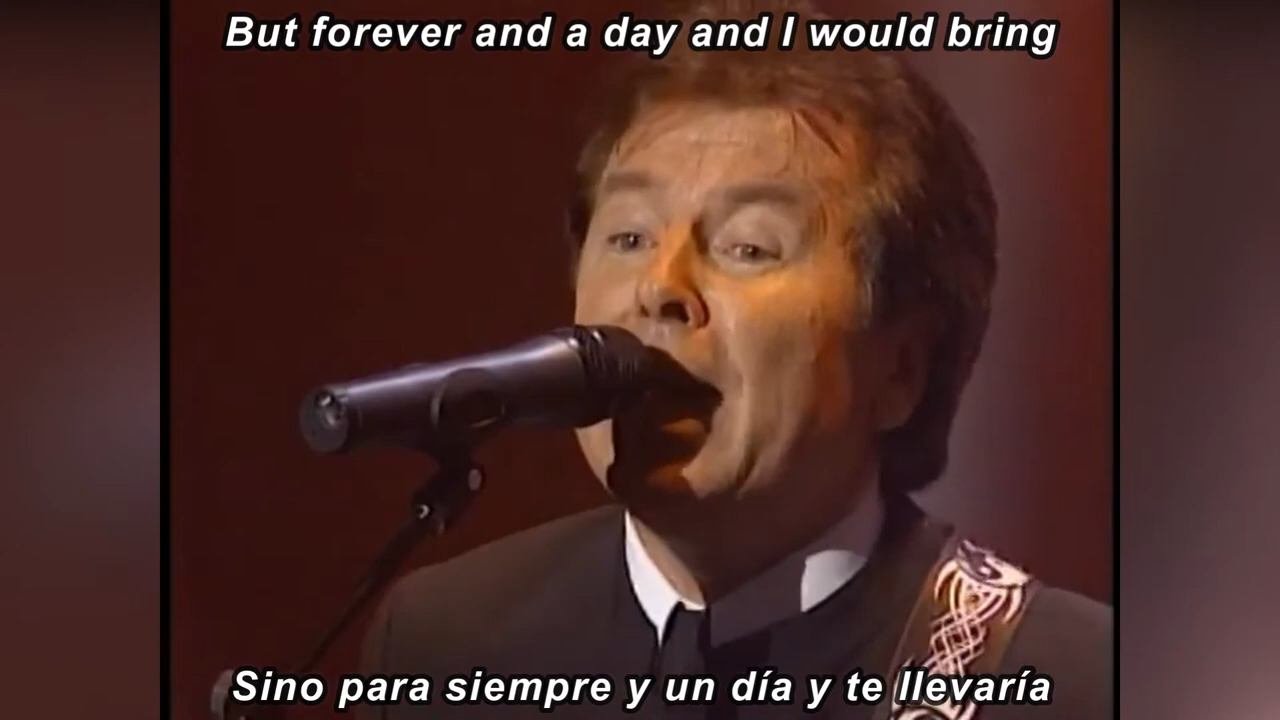 But forever and a day and I would bring
Sino para siempre y un día y te llevaría